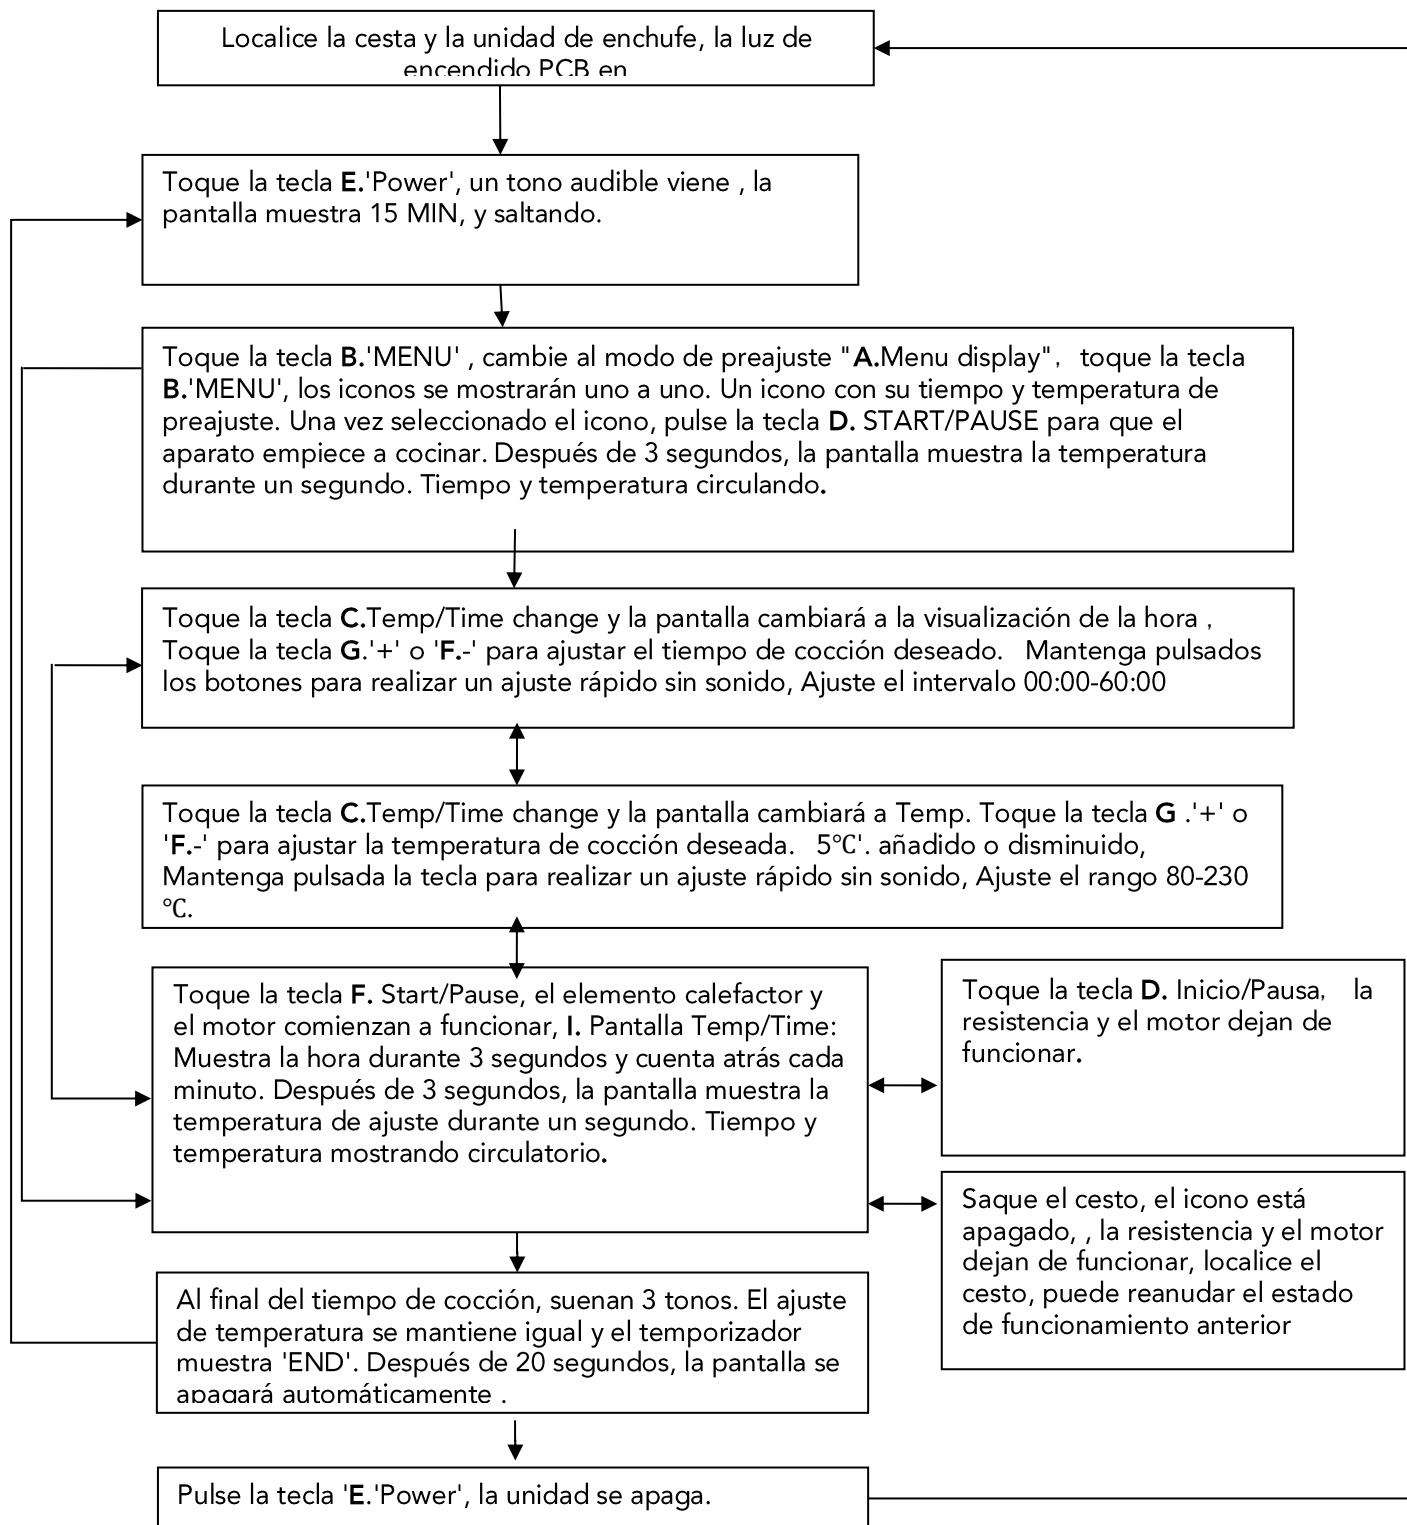 Localice la cesta y la unidad de enchufe, la luz de
encendido PCB en
Toque la tecla E.'Power', un tono audible viene , la
pantalla muestra 15 MIN, y saltando.
Toque la tecla B.'MENU' , cambie al modo de preajuste "A.Menu display"，toque la tecla
B.'MENU', los iconos se mostrarán uno a uno. Un icono con su tiempo y temperatura de
preajuste. Una vez seleccionado el icono, pulse la tecla D. START/PAUSE para que el
aparato empiece a cocinar. Después de 3 segundos, la pantalla muestra la temperatura
durante un segundo. Tiempo y temperatura circulando.
Toque la tecla C.Temp/Time change y la pantalla cambiará a la visualización de la hora ,
Toque la tecla G.'+' o 'F.-' para ajustar el tiempo de cocción deseado. Mantenga pulsados
los botones para realizar un ajuste rápido sin sonido, Ajuste el intervalo 00:00-60:00
Toque la tecla C.Temp/Time change y la pantalla cambiará a Temp. Toque la tecla G .'+' o
'F.-' para ajustar la temperatura de cocción deseada. 5℃'. añadido o disminuido,
Mantenga pulsada la tecla para realizar un ajuste rápido sin sonido, Ajuste el rango 80-230
℃.
Toque la tecla F. Start/Pause, el elemento calefactor y
el motor comienzan a funcionar, I. Pantalla Temp/Time:
Muestra la hora durante 3 segundos y cuenta atrás cada
minuto. Después de 3 segundos, la pantalla muestra la
temperatura de ajuste durante un segundo. Tiempo y
temperatura mostrando circulatorio.
Toque la tecla D. Inicio/Pausa， la
resistencia y el motor dejan de
funcionar.
Saque el cesto, el icono está
apagado, , la resistencia y el motor
dejan de funcionar, localice el
cesto, puede reanudar el estado
de funcionamiento anterior
Al final del tiempo de cocción, suenan 3 tonos. El ajuste
de temperatura se mantiene igual y el temporizador
muestra 'END'. Después de 20 segundos, la pantalla se
apagará automáticamente .
Pulse la tecla 'E.'Power', la unidad se apaga.